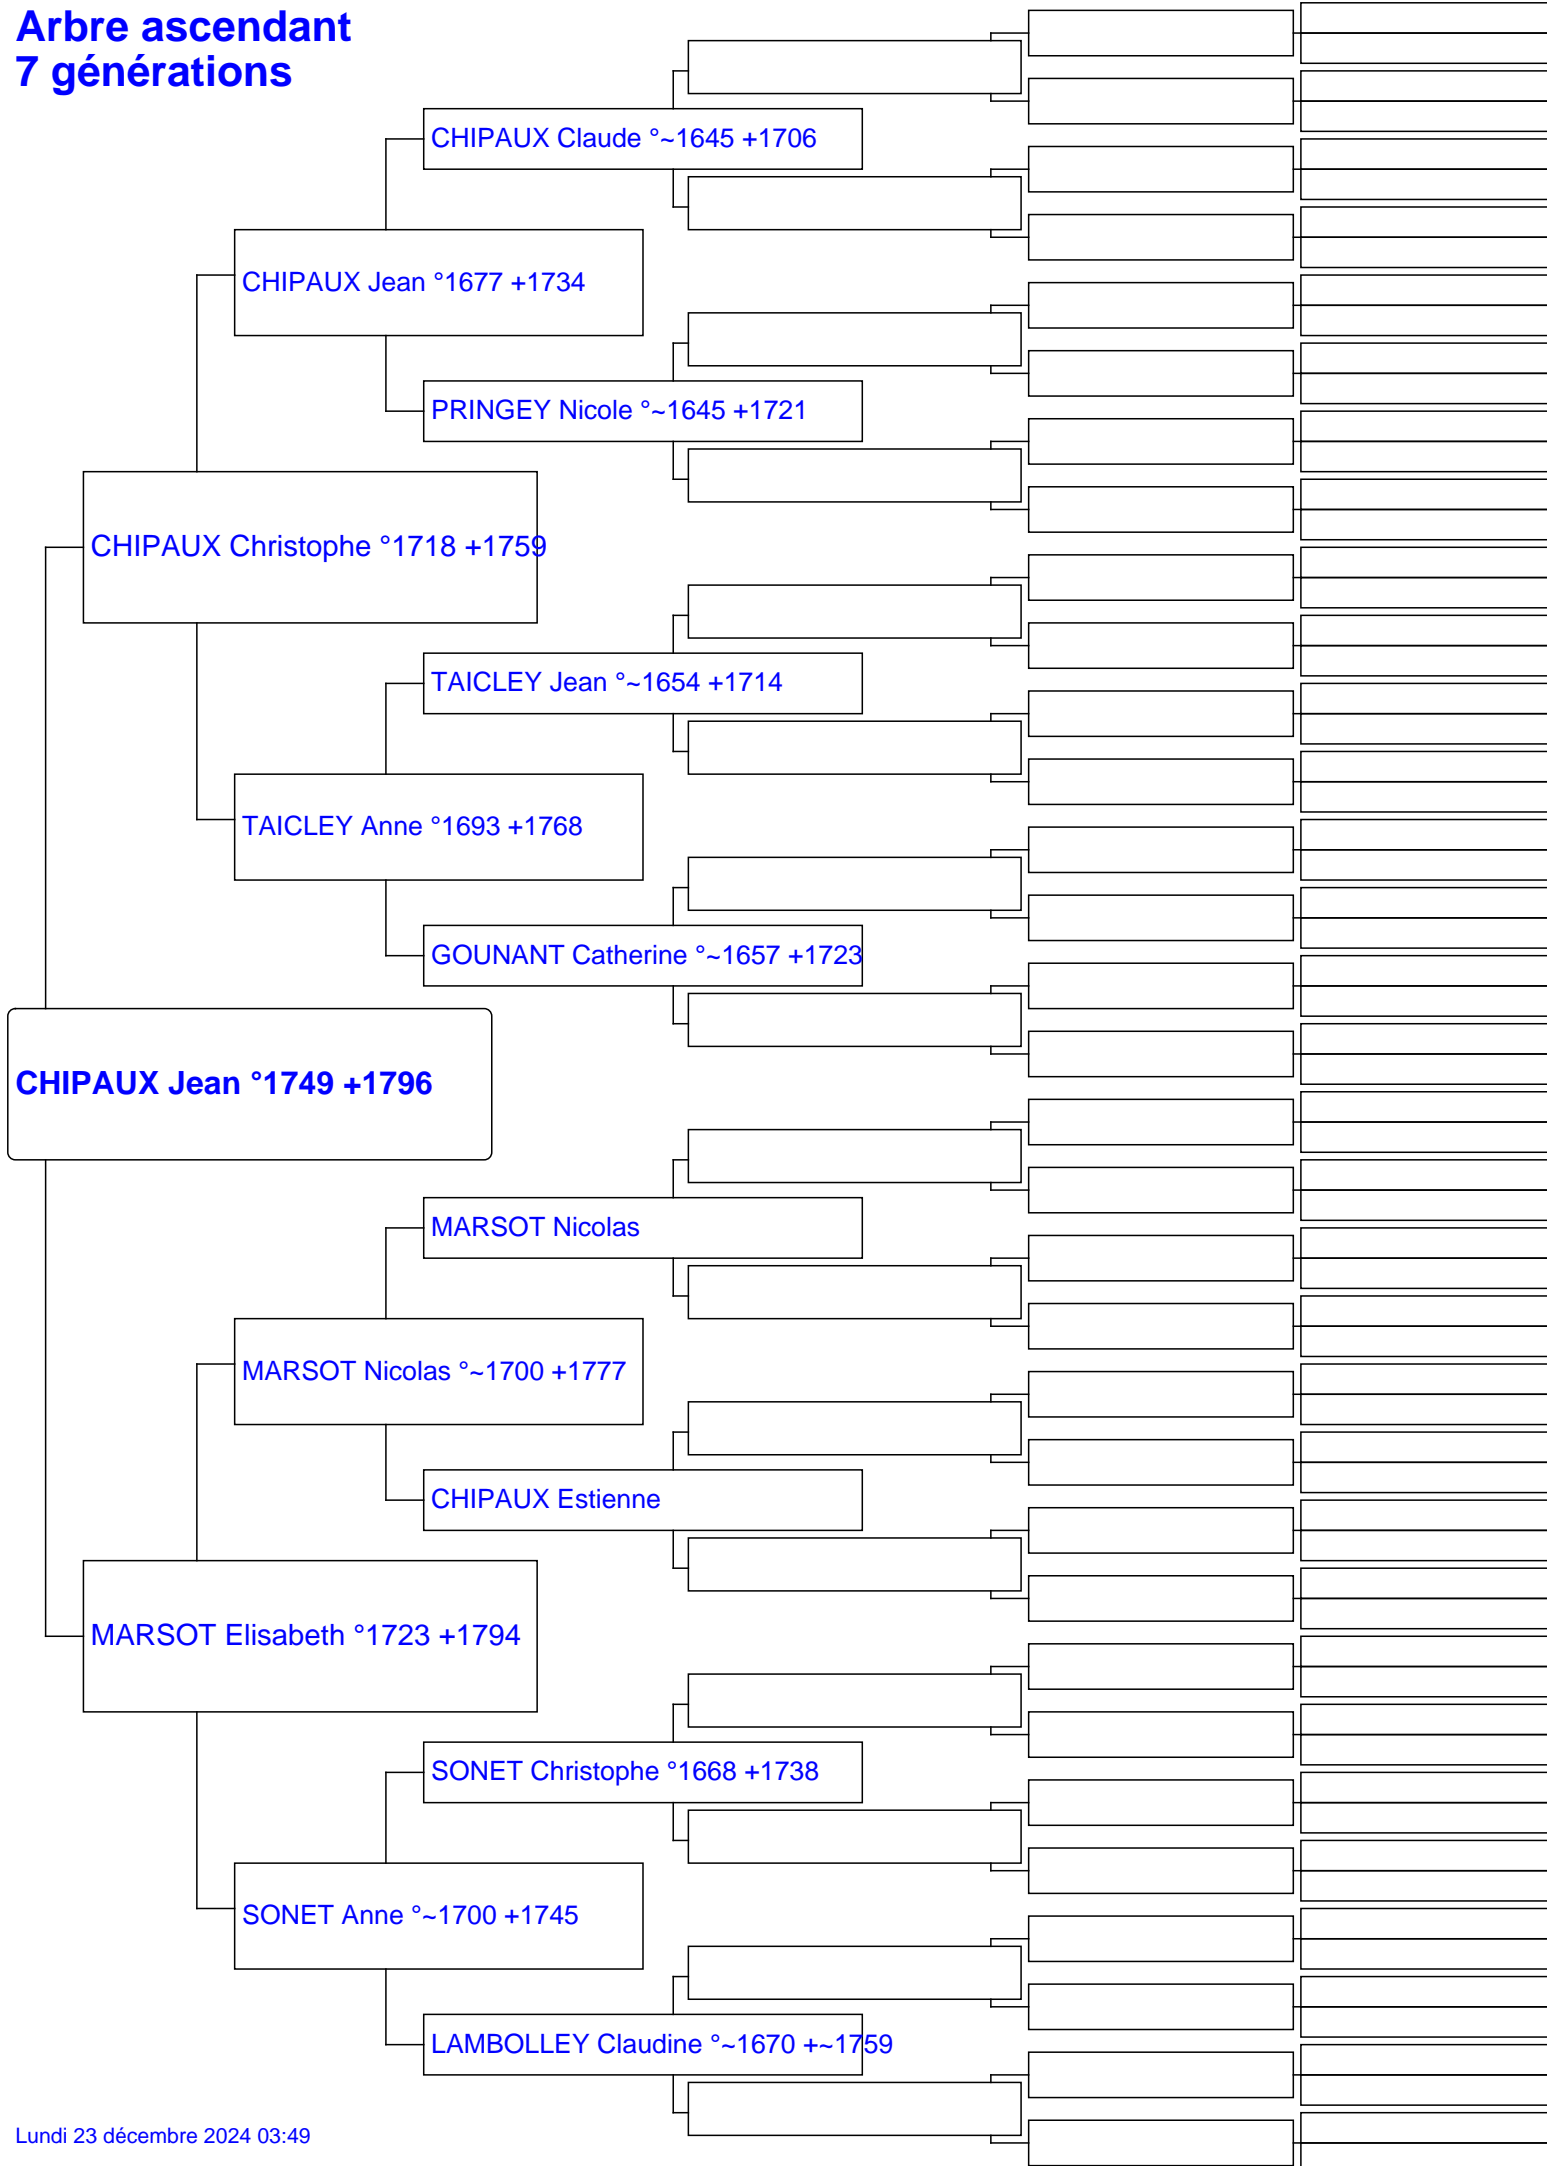 Arbre ascendant
7 générations
CHIPAUX Claude °~1645 +1706
CHIPAUX Jean °1677 +1734
PRINGEY Nicole °~1645 +1721
CHIPAUX Christophe °1718 +1759
TAICLEY Jean °~1654 +1714
TAICLEY Anne °1693 +1768
GOUNANT Catherine °~1657 +1723
CHIPAUX Jean °1749 +1796
MARSOT Nicolas
MARSOT Nicolas °~1700 +1777
CHIPAUX Estienne
MARSOT Elisabeth °1723 +1794
SONET Christophe °1668 +1738
SONET Anne °~1700 +1745
LAMBOLLEY Claudine °~1670 +~1759
Lundi 23 décembre 2024 03:49